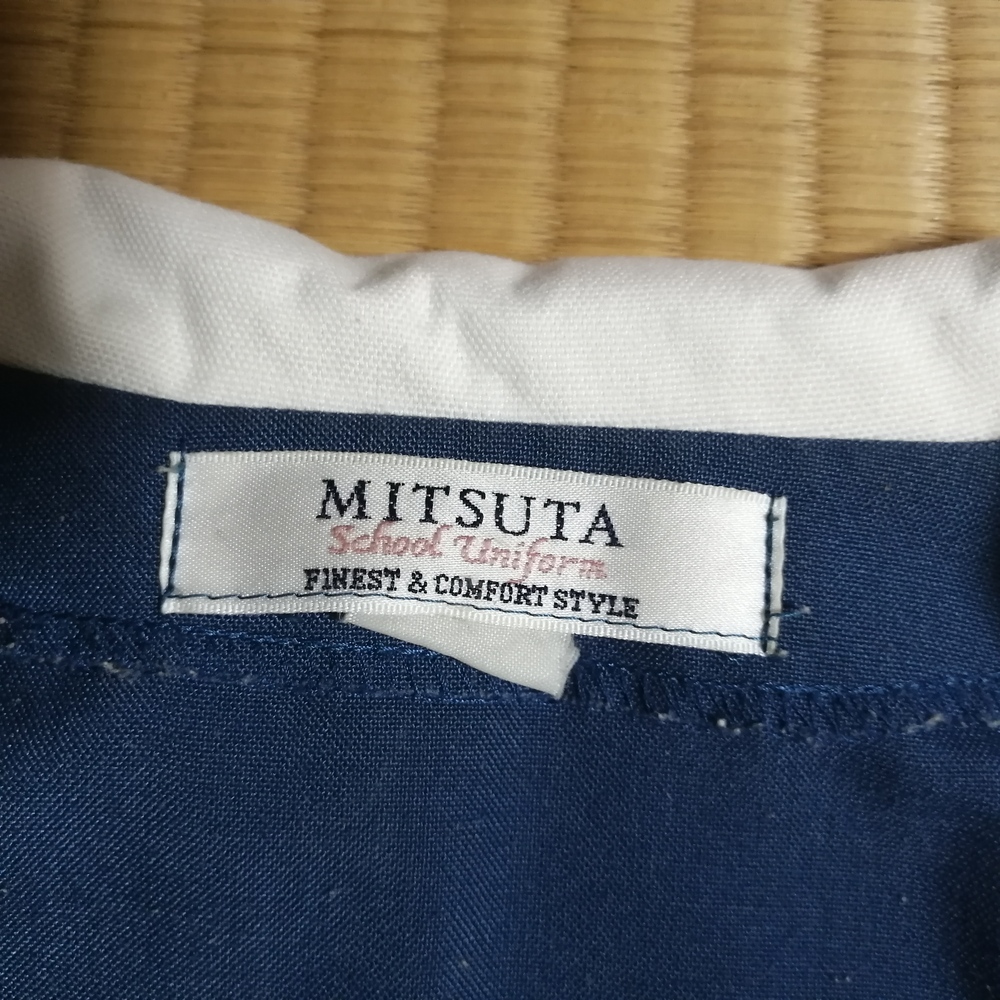 MITSUTA
School Uniform
FINEST & COMFORT STYLE